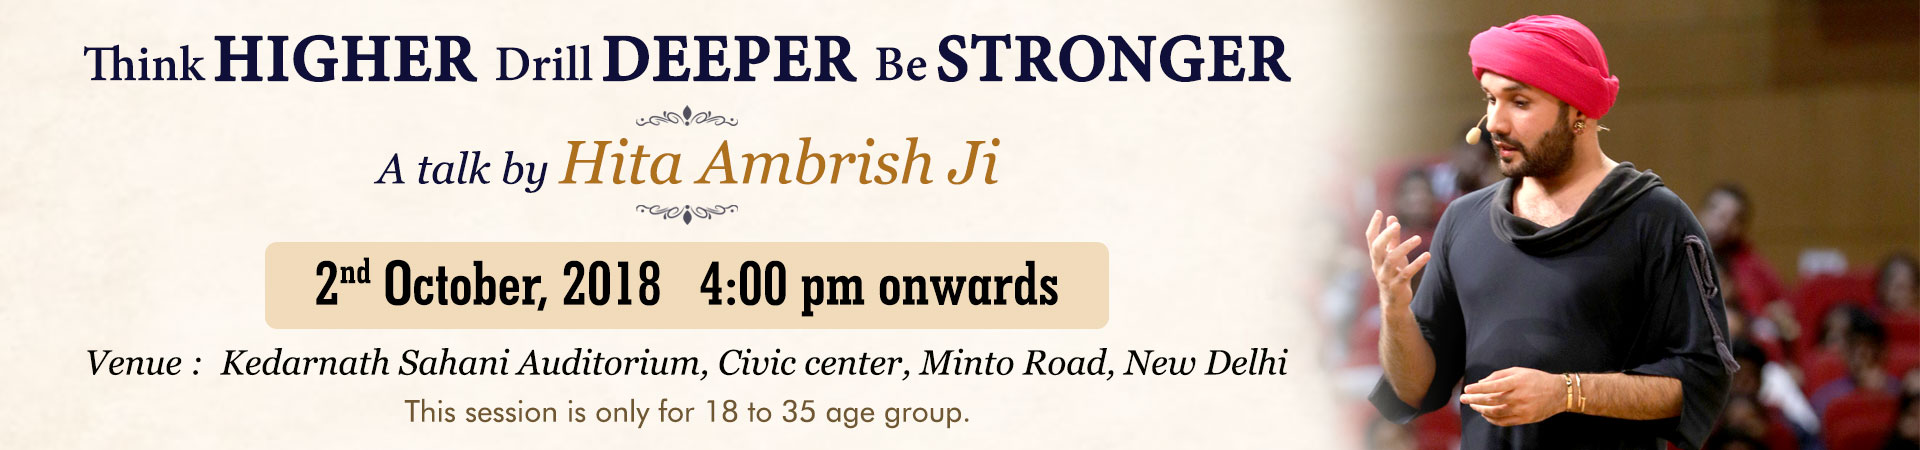 Think HIGHER Drill DEEPER Be STRONGER
A talk by Hita Ambrish Ji
2nd October, 2018 4:00 pm onwards
Venue : Kedarnath Sahani Auditorium, Civic center, Minto Road, New Delhi
This session is only for 18 to 35 age group.